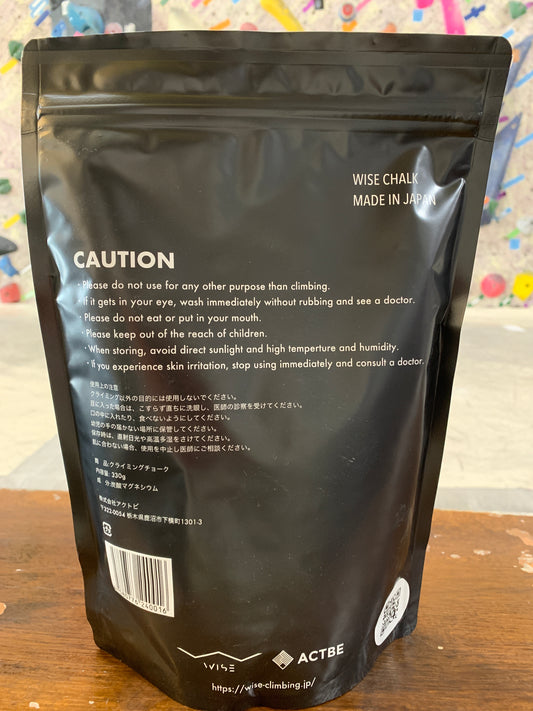 WISE CHALK
MADE IN JAPAN
CAUTION
・Please do not use for any other purpose than climbing.
・If it gets in your eye, wash immediately without rubbing and see a doctor.
・Please do not eat or put in your mouth.
・Please keep out of the reach of children.
・When storing, avoid direct sunlight and high temperture and humidity.
・If you experience skin irritation, stop using immediately and consult a doctor.
使用上の注意
クライミング以外の目的には使用しないでください。
目に入った場合は、こすらず直ちに洗眼し、医師の診察を受けてください。
口の中に入れたり、食べないようにしてください。
幼児の手の届かない場所に保管してください。
保存時は、直射日光や高温多湿をさけてください。
肌に合わない場合、使用を中止し医師にご相談ください。
商 品:クライミングチョーク
内容量: 330g
成 分:炭酸マグネシウム
株式会社アクトビ
〒322-0054 栃木県鹿沼市下横町1301-3
240016
WISE
ACTBE
https://wise-climbing.jp/